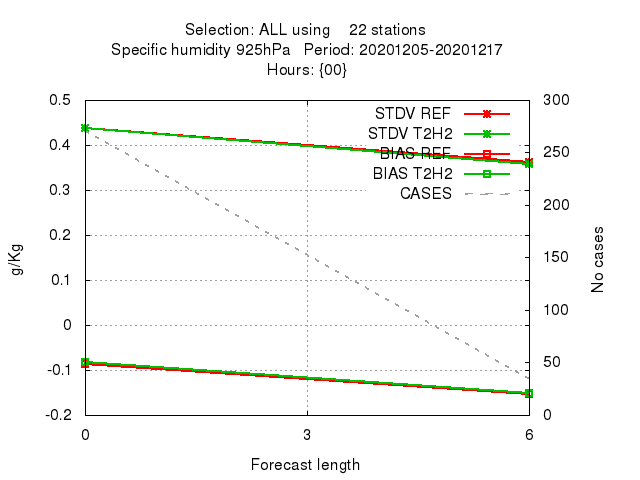 Selection: ALL using 22 stations
Specific humidity 925hPa Period: 20201205-20201217
Hours: {00}
0.5
0.4
0.3
0.2
0.1
0
-0.1
-0.2
g/Kg
STDV REF
STDV T2H2
BIAS REF
BIAS T2H2
CASES
300
250
200
150
100
50
0
No cases
0 3 6
Forecast length